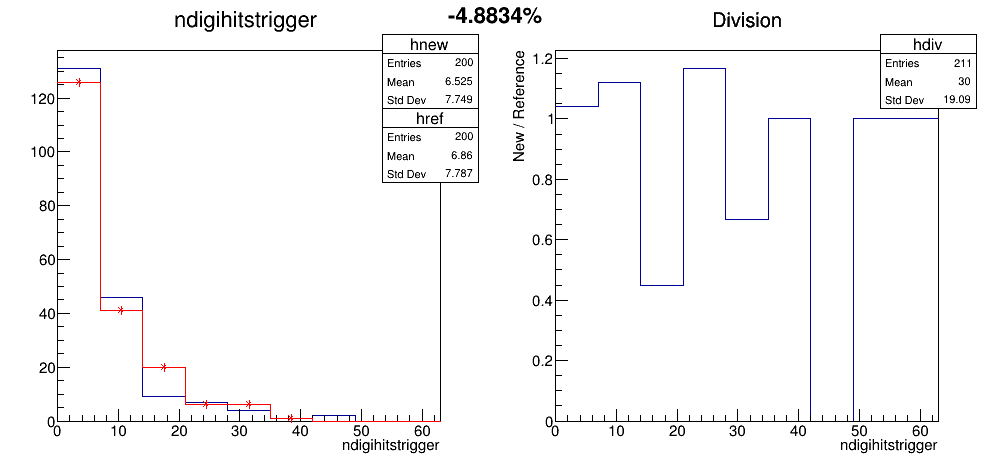 -4.8834%
ndigihitstrigger
hnew
Entries 200
Mean 6.525
Std Dev 7.749
href
Entries 200
Mean 6.86
Std Dev 7.787
120
100
80
60
40
20
0
0 10 20 30 40 50 60
ndigihitstrigger
Division
hdiv
Entries 211
Mean 30
Std Dev 19.09
New / Reference
1.2
1
0.8
0.6
0.4
0.2
0
0 10 20 30 40 50 60
ndigihitstrigger